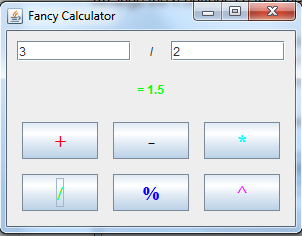 Fancy Calculator
3 / 2
= 1.5
+ - *
/ % ^